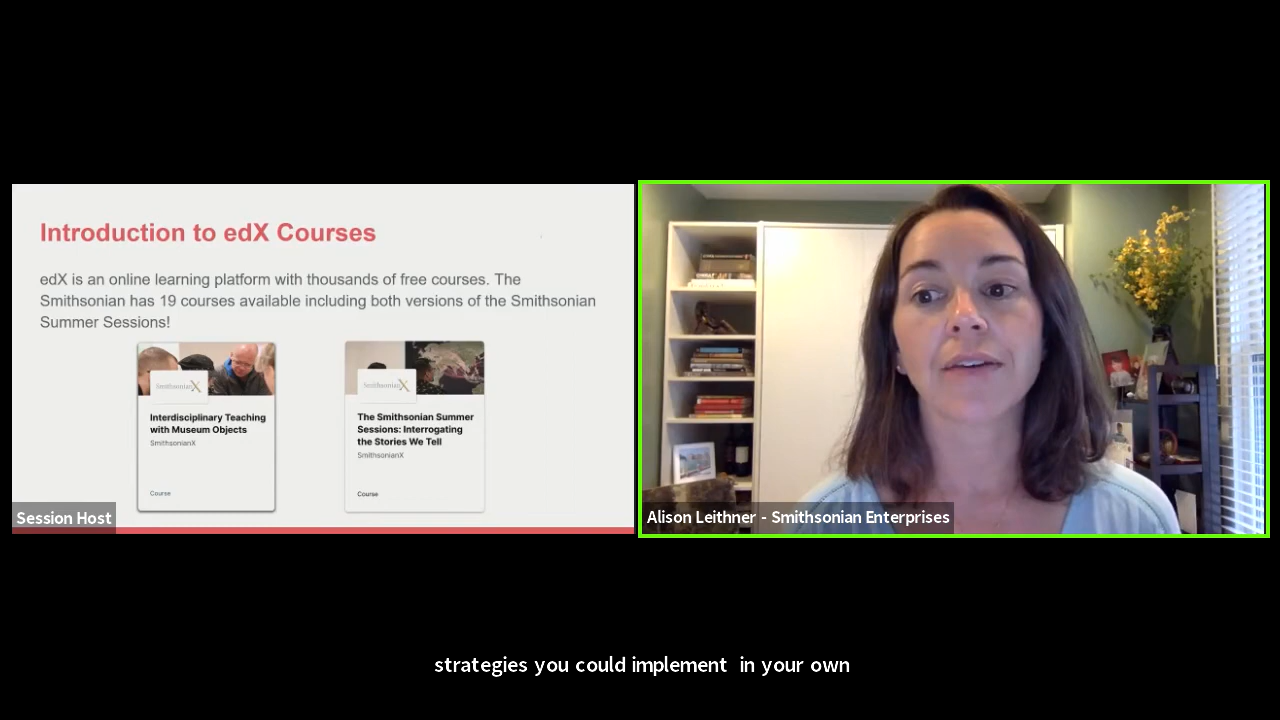 Introduction to edX Courses
edX is an online learning platform with thousands of free courses. The
Smithsonian has 19 courses available including both versions of the Smithsonian
Summer Sessions!
SmithsonianX
Interdisciplinary Teaching
with Museum Objects
SmithsonianX
Course
SmithsonianX
The Smithsonian Summer
Sessions: Interrogating
the Stories We Tell
SmithsonianX
Course
Session Host
Alison Leithner - Smithsonian Enterprises
strategies you could implement  in your own